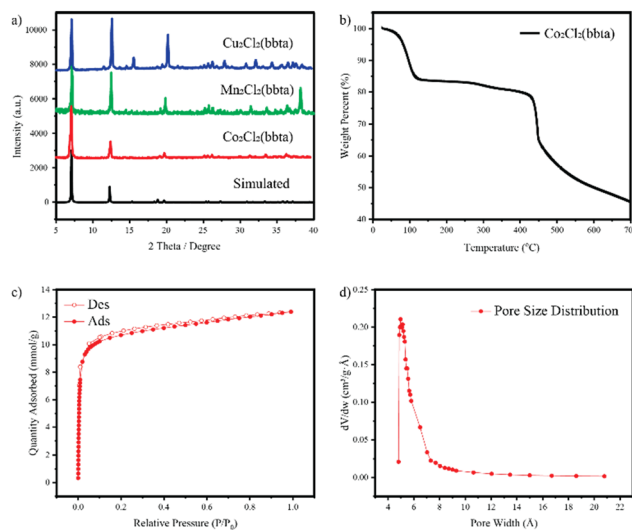 a)
Intensity (a.u.)
10000
8000
6000
4000
2000
0
Cu₂Cl₂(bbta)
Mn₂Cl₂(bbta)
Co₂Cl₂(bbta)
Simulated
5 10 15 20 25 30 35 40
2 Theta / Degree
b)
Weight Percent (%)
100
90
80
70
60
50
40
Co₂Cl₂(bbta)
0 100 200 300 400 500 600 700
Temperature (⁰C)
c)
Quantity Adsorbed (mmol/g)
14
12
10
8
6
4
2
0
Des
Ads
0.0 0.2 0.4 0.6 0.8 1.0
Relative Pressure (P/P₀)
d)
dV/dw (cm³/g·Å)
0.20
0.15
0.10
0.05
0.00
Pore Size Distribution
2 4 6 8 10 12 14 16 18 20 22
Pore Width (Å)